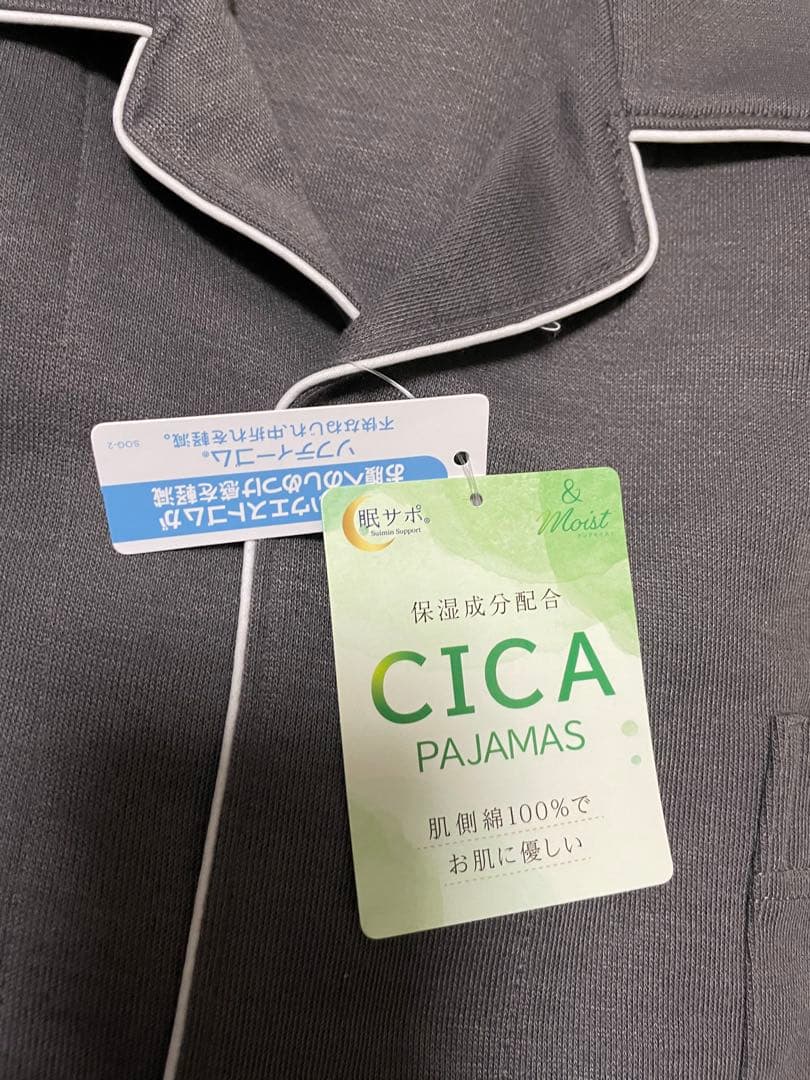 眠サポ®
Suimin Support
& Moist
保湿成分配合
CICA
PAJAMAS
肌側綿100%で
お肌に優しい
ウエストゴムが
お腹へのしめつけ感を軽減
ソフティーゴム®
不快なねじれ、中折れを軽減。
SOG-2